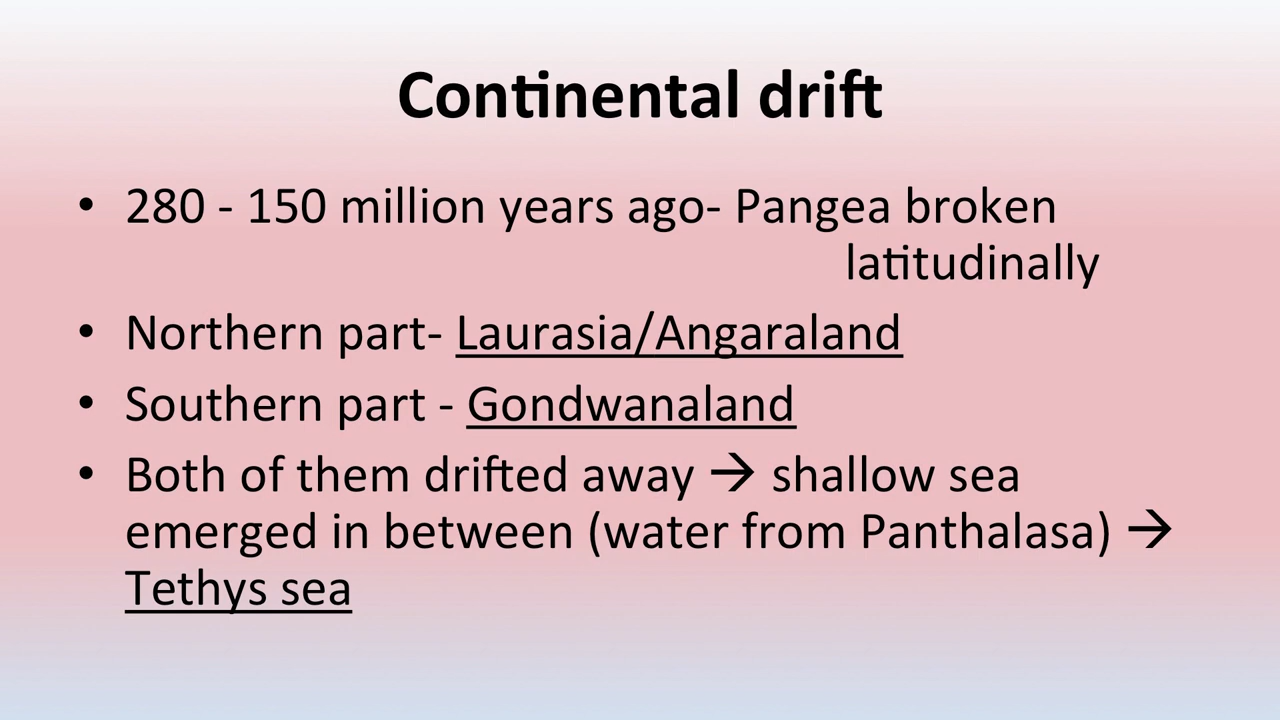 Continental drift
• 280 - 150 million years ago- Pangea broken
latitudinally
• Northern part- Laurasia/Angaraland
• Southern part - Gondwanaland
• Both of them drifted away → shallow sea
emerged in between (water from Panthalasa) →
Tethys sea